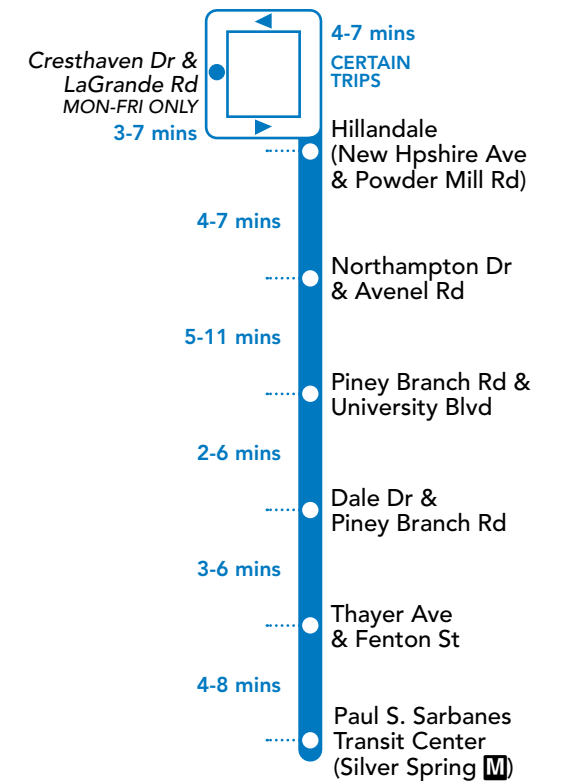 4-7 mins
CERTAIN
TRIPS
Cresthaven Dr &
LaGrande Rd
MON-FRI ONLY
3-7 mins
Hillandale
(New Hpshire Ave
& Powder Mill Rd)
4-7 mins
Northampton Dr
& Avenel Rd
5-11 mins
Piney Branch Rd &
University Blvd
2-6 mins
Dale Dr &
Piney Branch Rd
3-6 mins
Thayer Ave
& Fenton St
4-8 mins
Paul S. Sarbanes
Transit Center
(Silver Spring M)